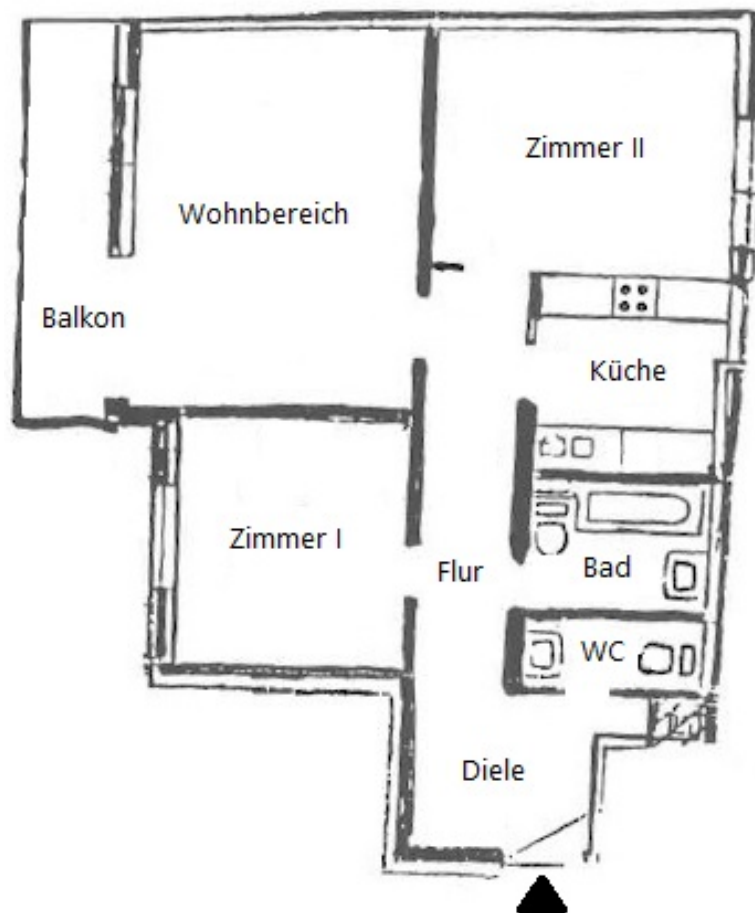 Zimmer II
Wohnbereich
Balkon
Küche
Zimmer I
Flur
Bad
WC
Diele